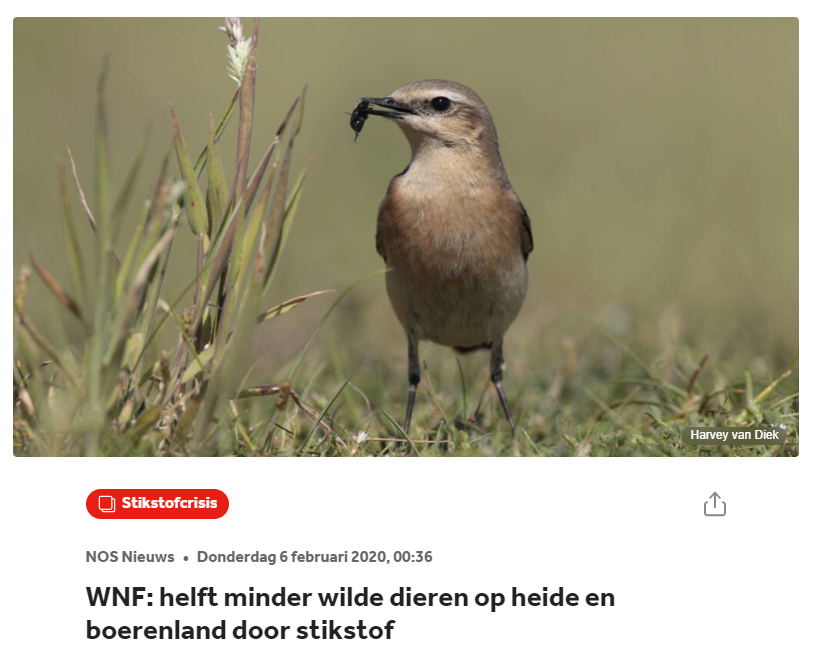 Harvey van Diek
Stikstofcrisis
NOS Nieuws • Donderdag 6 februari 2020, 00:36
WNF: helft minder wilde dieren op heide en
boerenland door stikstof